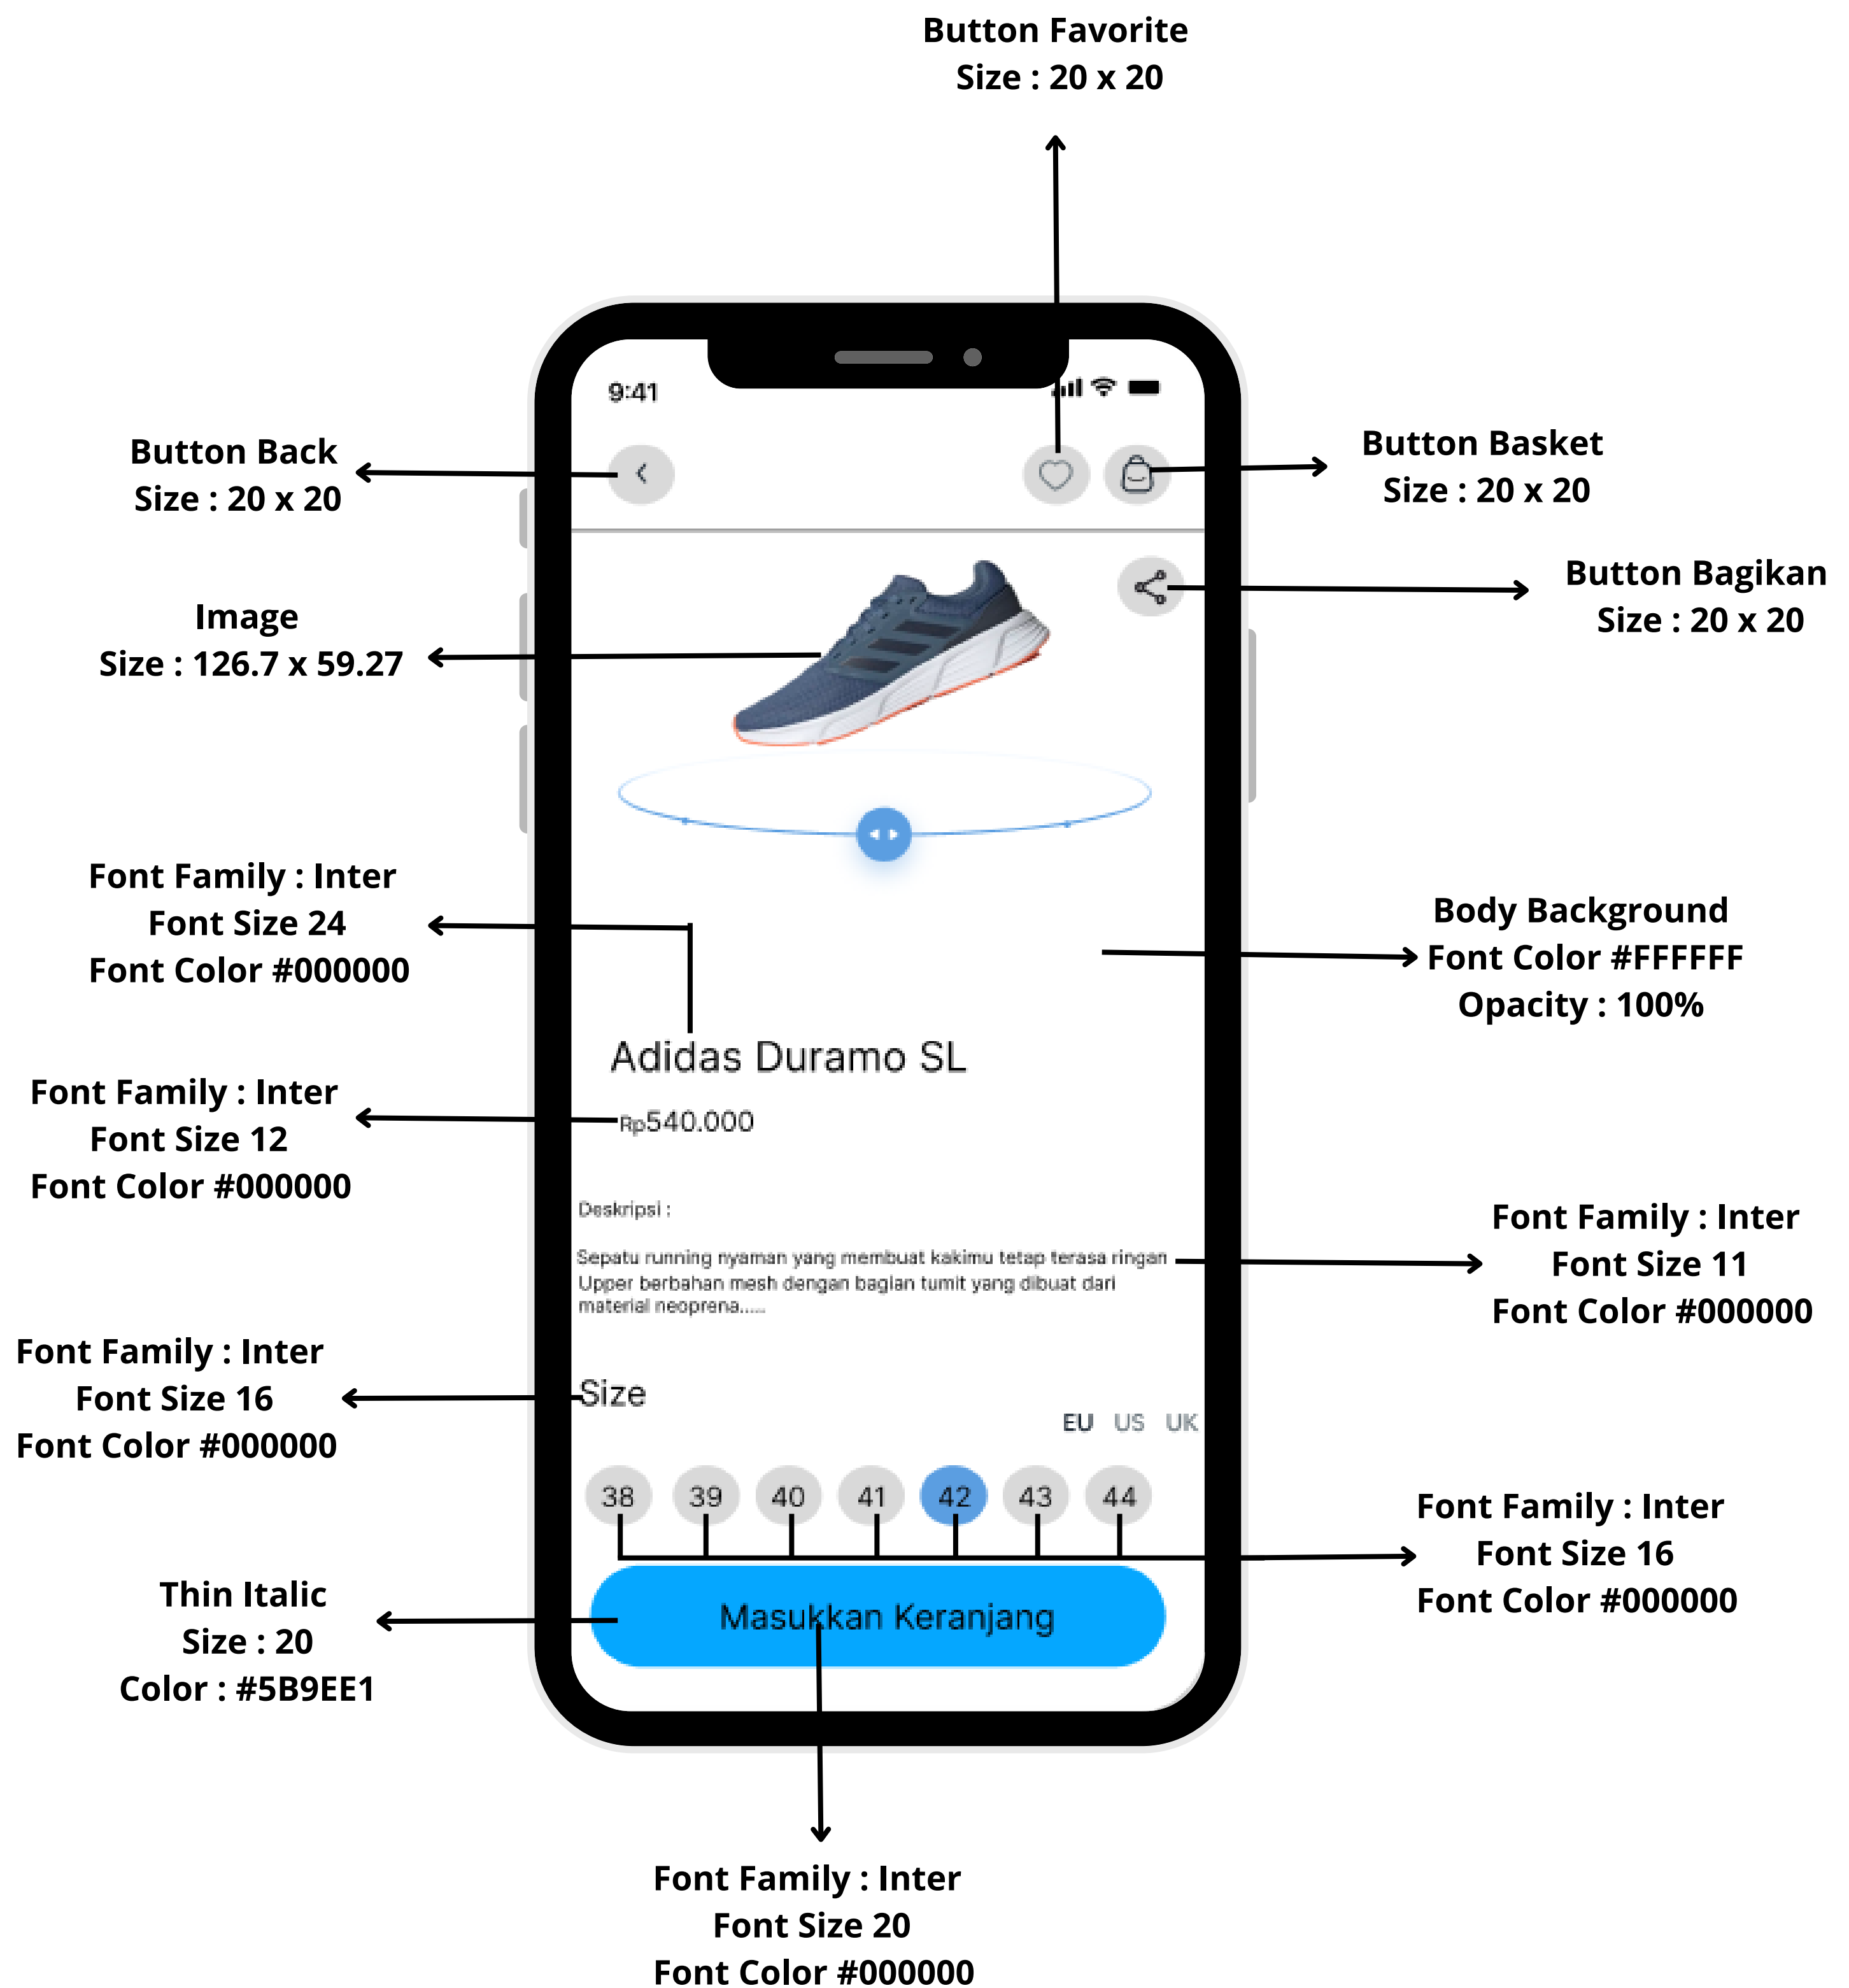 Button Favorite
Size : 20 x 20
9:41
Button Back
Size : 20 x 20
Button Basket
Size : 20 x 20
Image
Size : 126.7 x 59.27
Button Bagikan
Size : 20 x 20
Font Family : Inter
Font Size 24
Font Color #000000
Body Background
Font Color #FFFFFF
Opacity : 100%
Adidas Duramo SL
Font Family : Inter
Font Size 12
Font Color #000000
Rp540.000
Deskripsi :
Sepatu running nyaman yang membuat kakimu tetap terasa ringan
Upper berbahan mesh dengan bagian tumit yang dibuat dari
material neoprena.....
Font Family : Inter
Font Size 11
Font Color #000000
Font Family : Inter
Font Size 16
Font Color #000000
Size
EU US UK
38 39 40 41 42 43 44
Font Family : Inter
Font Size 16
Font Color #000000
Thin Italic
Size : 20
Color : #5B9EE1
Masukkan Keranjang
Font Family : Inter
Font Size 20
Font Color #000000